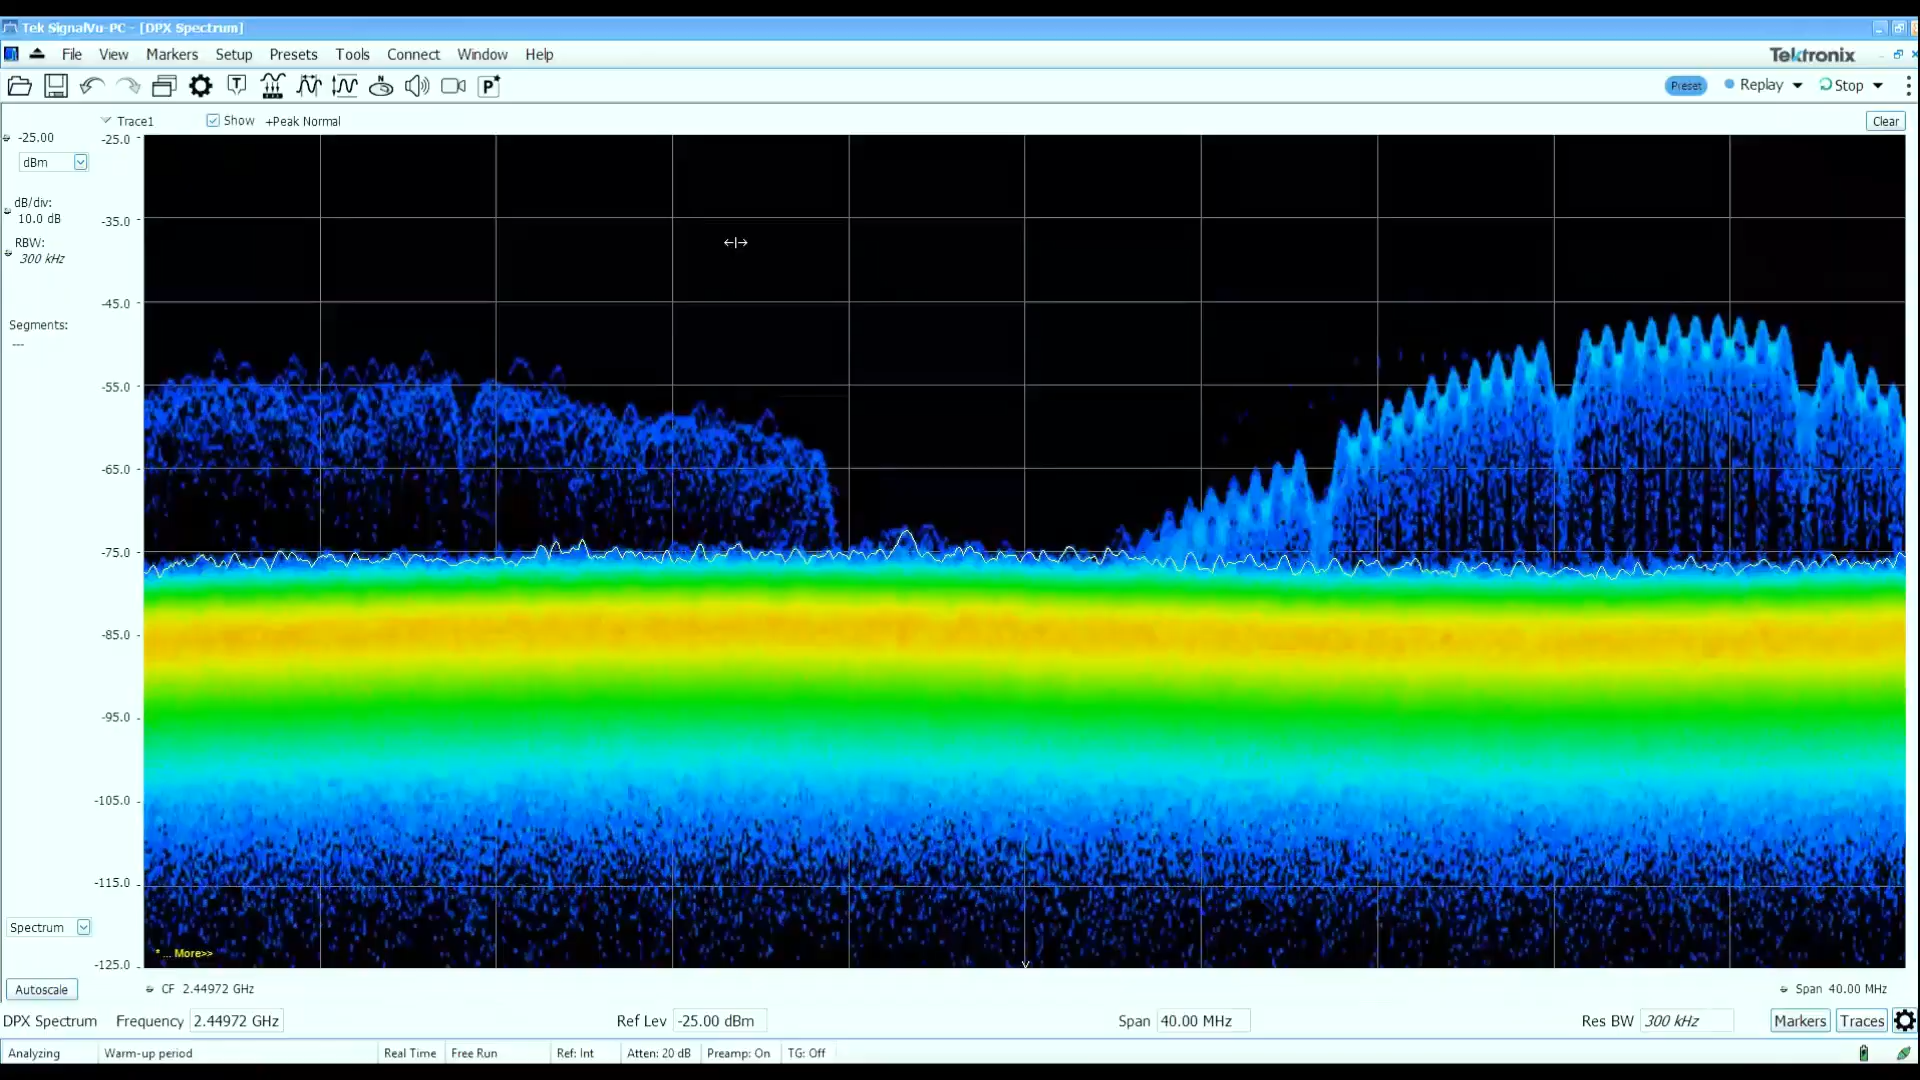 Tek SignalVu-PC - [DPX Spectrum]
File View Markers Setup Presets Tools Connect Window Help
Tektronix
Preset Replay Stop
Trace1 Show +Peak Normal Clear
-25.00
dBm
dB/div:
10.0 dB
RBW:
300 kHz
Segments:
---
-25.0
-35.0
-45.0
-55.0
-65.0
-75.0
-85.0
-95.0
-105.0
-115.0
-125.0
Spectrum
* ... More>>
Autoscale
CF 2.44972 GHz
Span 40.00 MHz
DPX Spectrum Frequency 2.44972 GHz Ref Lev -25.00 dBm Span 40.00 MHz Res BW 300 kHz Markers Traces
Analyzing Warm-up period Real Time Free Run Ref: Int Atten: 20 dB Preamp: On TG: Off